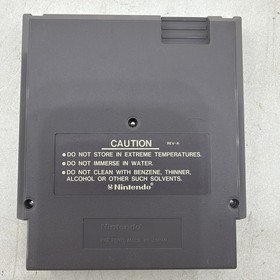 CAUTION
REV-A
●DO NOT STORE IN EXTREME TEMPERATURES.
●DO NOT IMMERSE IN WATER.
●DO NOT CLEAN WITH BENZENE, THINNER,
ALCOHOL OR OTHER SUCH SOLVENTS.
Nintendo®
Nintendo